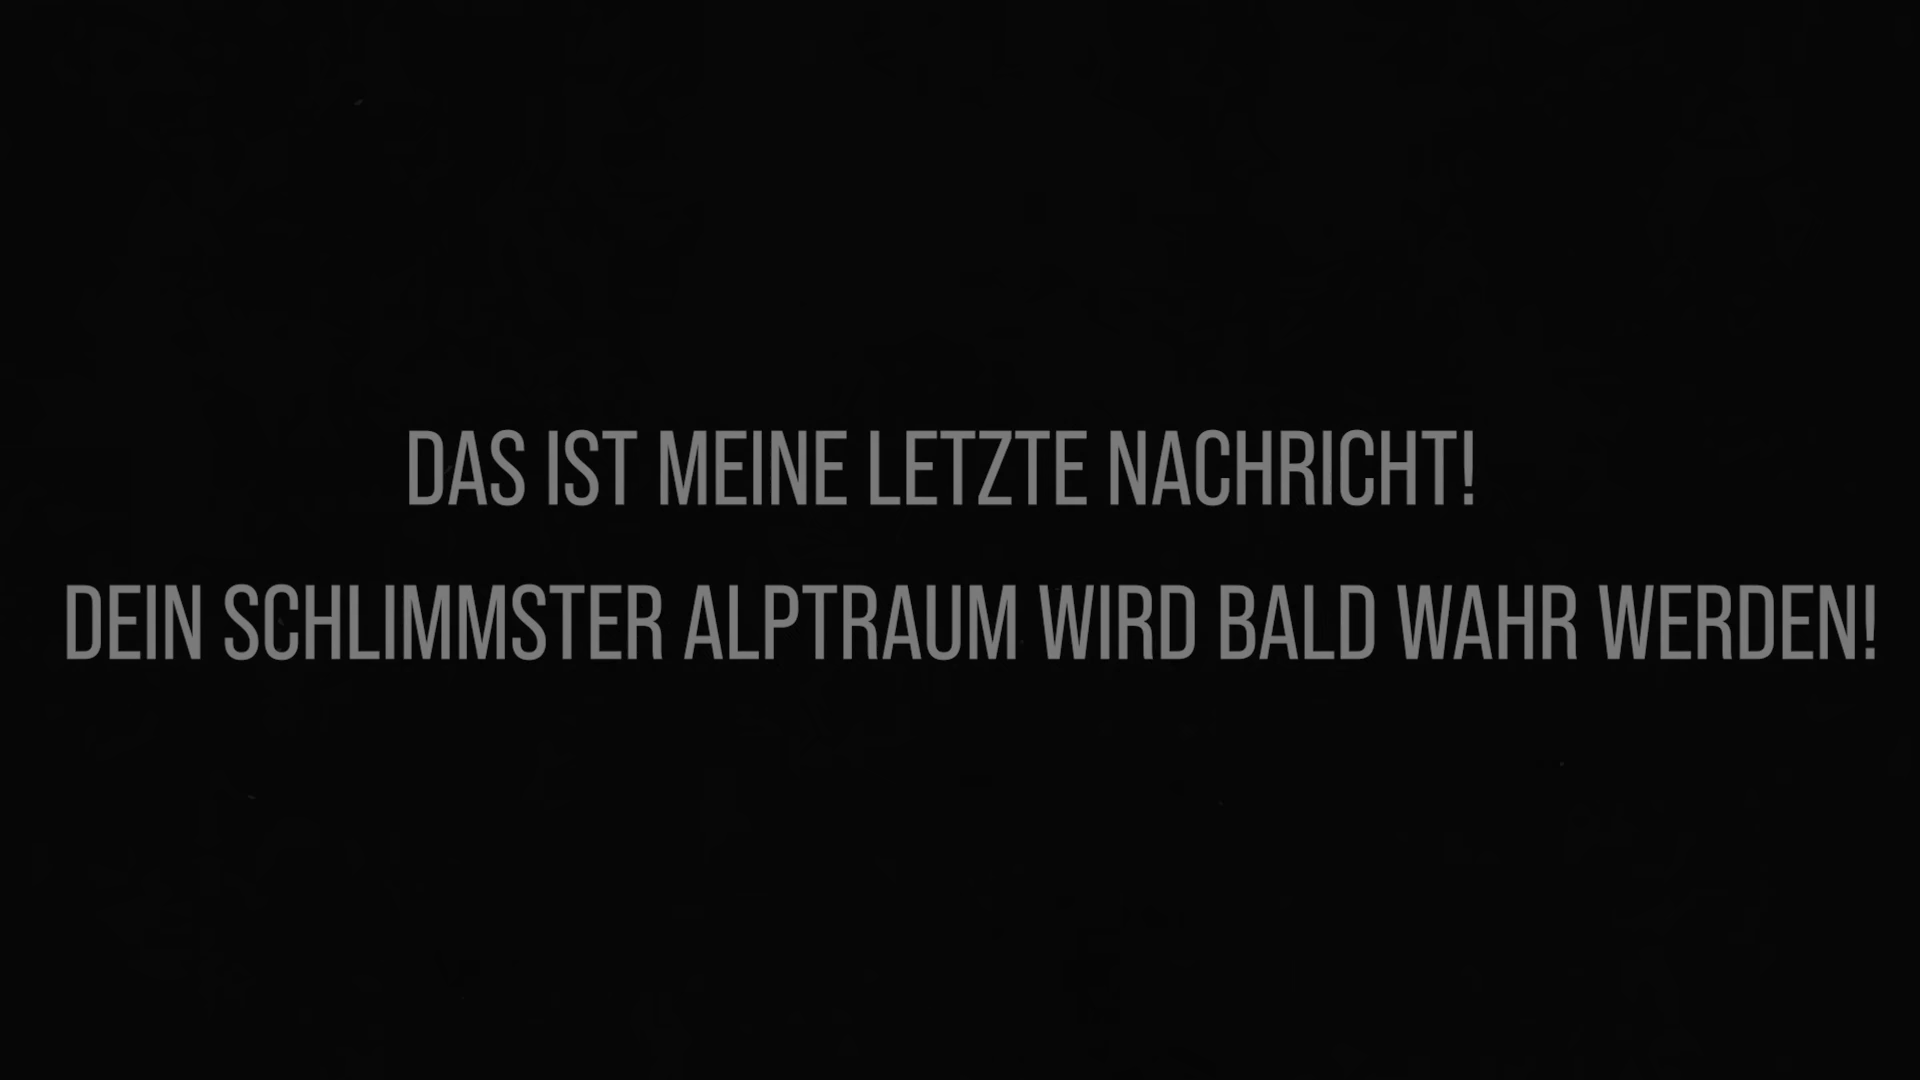 DAS IST MEINE LETZTE NACHRICHT!
DEIN SCHLIMMSTER ALPTRAUM WIRD BALD WAHR WERDEN!